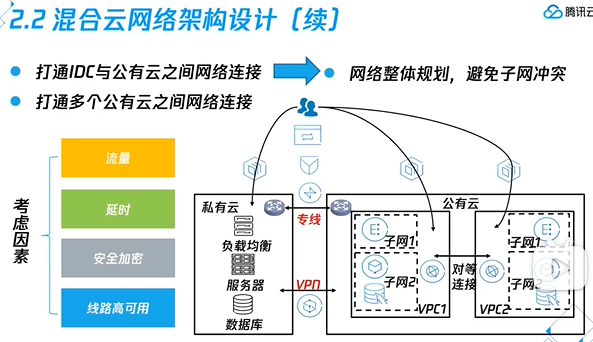 2.2 混合云网络架构设计（续）
腾讯云
打通IDC与公有云之间网络连接
网络整体规划，避免子网冲突
打通多个公有云之间网络连接
考虑因素
流量
延时
安全加密
线路高可用
私有云
负载均衡
服务器
数据库
专线
VPN
公有云
子网1
子网2
VPC1
对等
连接
子网1
子网2
VPC2